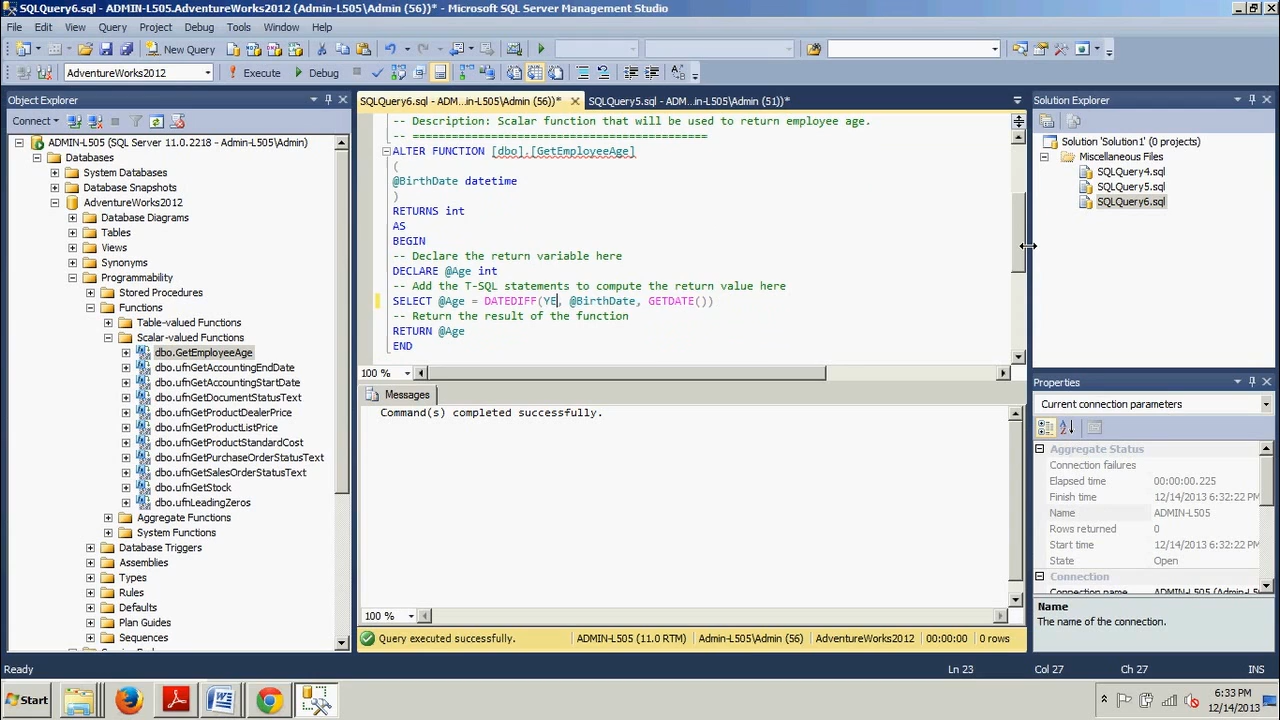 SQLQuery6.sql - ADMIN-L505.AdventureWorks2012 (Admin-L505\Admin (56))* - Microsoft SQL Server Management Studio
File Edit View Query Project Debug Tools Window Help
New Query
AdventureWorks2012 Execute Debug
Object Explorer
Connect
ADMIN-L505 (SQL Server 11.0.2218 - Admin-L505\Admin)
Databases
System Databases
Database Snapshots
AdventureWorks2012
Database Diagrams
Tables
Views
Synonyms
Programmability
Stored Procedures
Functions
Table-valued Functions
Scalar-valued Functions
dbo.GetEmployeeAge
dbo.ufnGetAccountingEndDate
dbo.ufnGetAccountingStartDate
dbo.ufnGetDocumentStatusText
dbo.ufnGetProductDealerPrice
dbo.ufnGetProductListPrice
dbo.ufnGetProductStandardCost
dbo.ufnGetPurchaseOrderStatusText
dbo.ufnGetSalesOrderStatusText
dbo.ufnGetStock
dbo.ufnLeadingZeros
Aggregate Functions
System Functions
Database Triggers
Assemblies
Types
Rules
Defaults
Plan Guides
Sequences
SQLQuery6.sql - ADM...in-L505\Admin (56))* SQLQuery5.sql - ADM...in-L505\Admin (51))*
-- Description: Scalar function that will be used to return employee age.
-- =============================================
ALTER FUNCTION [dbo].[GetEmployeeAge]
(
@BirthDate datetime
)
RETURNS int
AS
BEGIN
-- Declare the return variable here
DECLARE @Age int
-- Add the T-SQL statements to compute the return value here
SELECT @Age = DATEDIFF(YE, @BirthDate, GETDATE())
-- Return the result of the function
RETURN @Age
END
100 %
Messages
Command(s) completed successfully.
100 %
Query executed successfully. ADMIN-L505 (11.0 RTM) Admin-L505\Admin (56) AdventureWorks2012 00:00:00 0 rows
Solution Explorer
Solution 'Solution1' (0 projects)
Miscellaneous Files
SQLQuery4.sql
SQLQuery5.sql
SQLQuery6.sql
Properties
Current connection parameters
Aggregate Status
Connection failures
Elapsed time 00:00:00.225
Finish time 12/14/2013 6:32:22 PM
Name ADMIN-L505
Rows returned 0
Start time 12/14/2013 6:32:22 PM
State Open
Connection
Connection name ADMIN-L505 (Admin-L5
Name
The name of the connection.
Ready Ln 23 Col 27 Ch 27 INS
Start
6:33 PM
12/14/2013